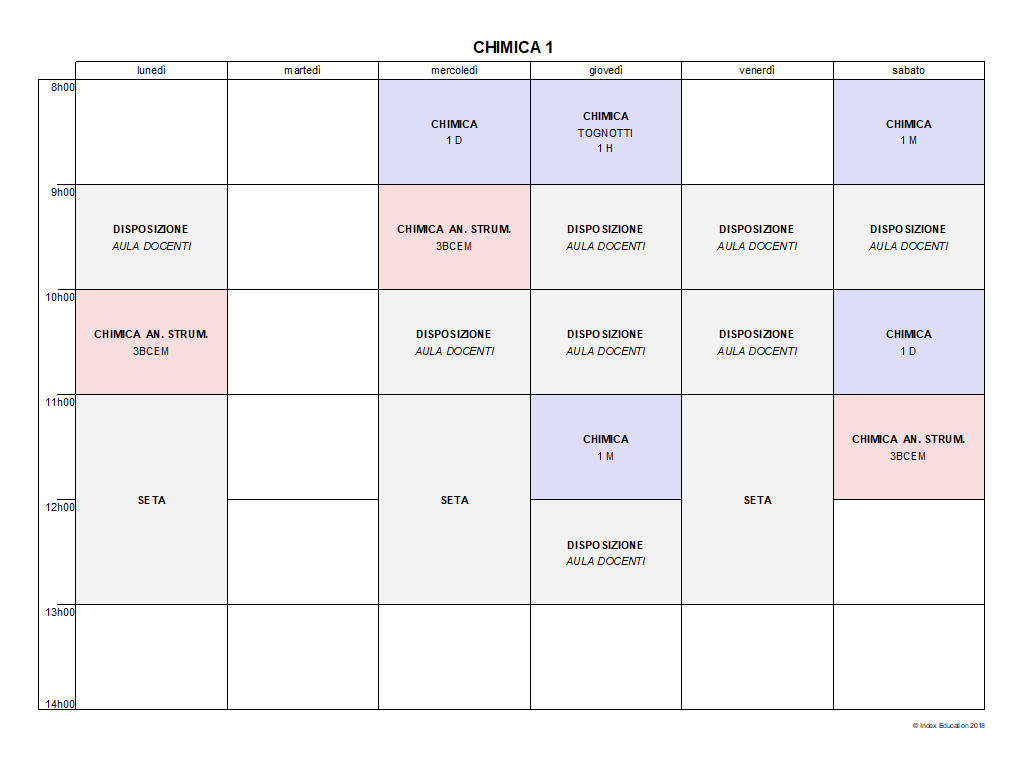 CHIMICA 1
lunedì martedì mercoledì giovedì venerdì sabato
8h00
CHIMICA
1 D
CHIMICA
TOGNOTTI
1 H
CHIMICA
1 M
9h00
DISPOSIZIONE
AULA DOCENTI
CHIMICA AN. STRUM.
3BCEM
DISPOSIZIONE
AULA DOCENTI
DISPOSIZIONE
AULA DOCENTI
DISPOSIZIONE
AULA DOCENTI
10h00
CHIMICA AN. STRUM.
3BCEM
DISPOSIZIONE
AULA DOCENTI
DISPOSIZIONE
AULA DOCENTI
DISPOSIZIONE
AULA DOCENTI
CHIMICA
1 D
11h00
SETA
SETA
CHIMICA
1 M
SETA
CHIMICA AN. STRUM.
3BCEM
12h00
DISPOSIZIONE
AULA DOCENTI
13h00
14h00
© Index Education 2018